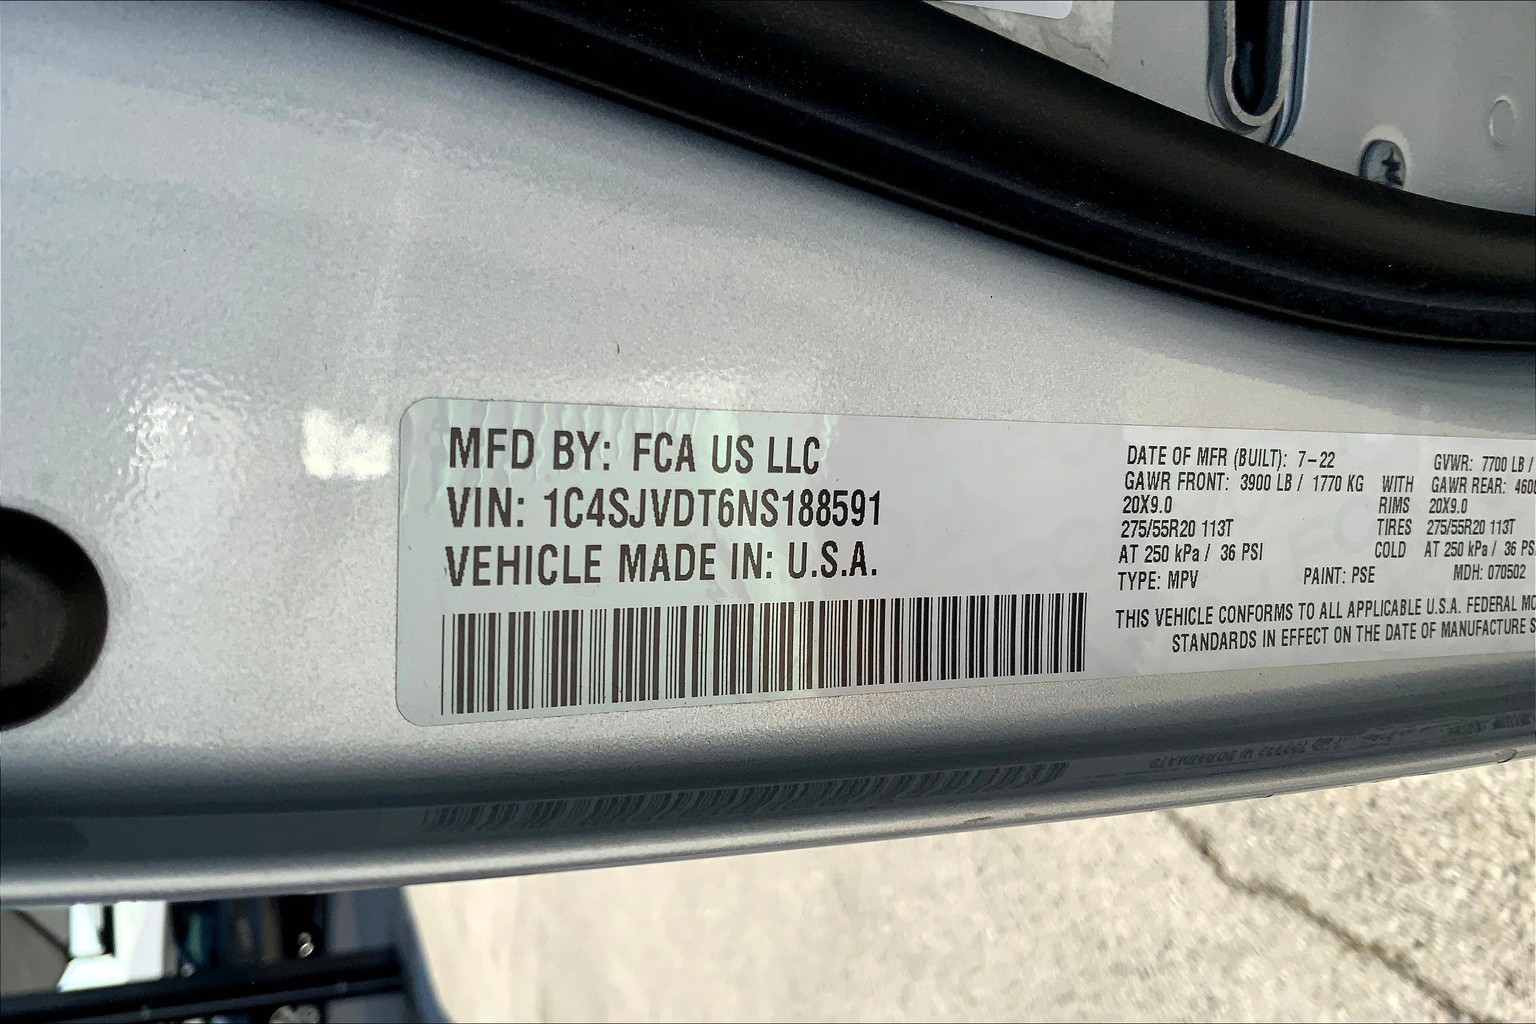 MFD BY: FCA US LLC
VIN: 1C4SJVDT6NS188591
VEHICLE MADE IN: U.S.A.
DATE OF MFR (BUILT): 7-22 GVWR: 7700 LB /
GAWR FRONT: 3900 LB / 1770 KG WITH GAWR REAR: 4600
20X9.0 RIMS 20X9.0
275/55R20 113T TIRES 275/55R20 113T
AT 250 kPa / 36 PSI COLD AT 250 kPa / 36 PS
TYPE: MPV PAINT: PSE MDH: 070502
THIS VEHICLE CONFORMS TO ALL APPLICABLE U.S.A. FEDERAL MO
STANDARDS IN EFFECT ON THE DATE OF MANUFACTURE S